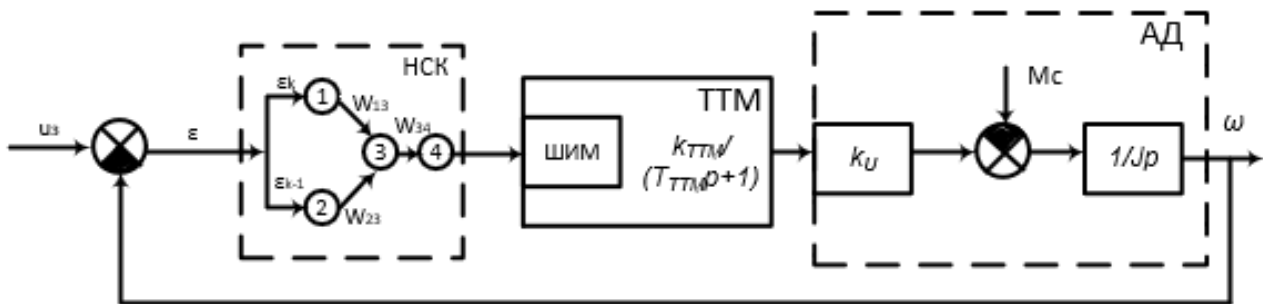 АД
НСК
Mc
ТТМ
ω
εk
1
W13
uз
ε
W34
3
4
ШИМ
kТТМ/
(TТТМp+1)
kU
1/Jp
εk-1
2
W23